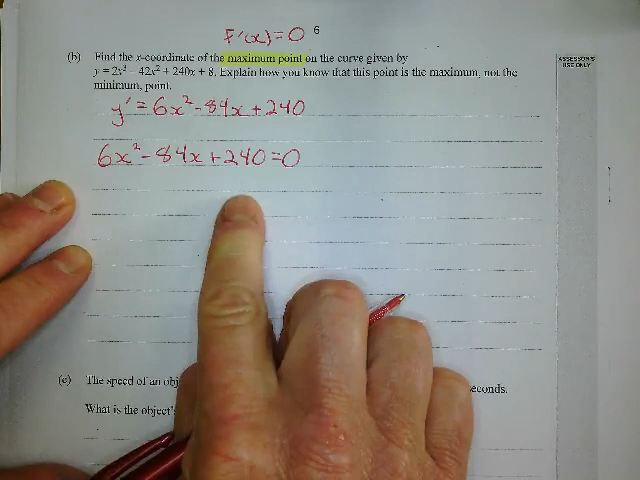 F'(x)=0
6
(b) Find the x-coordinate of the maximum point on the curve given by
y = 2x³ – 42x² + 240x + 8. Explain how you know that this point is the maximum, not the
minimum, point.
ASSESSOR'S
USE ONLY
y' = 6x² - 84x + 240
6x² - 84x + 240 = 0
(c) The speed of an obj
seconds.
What is the object's